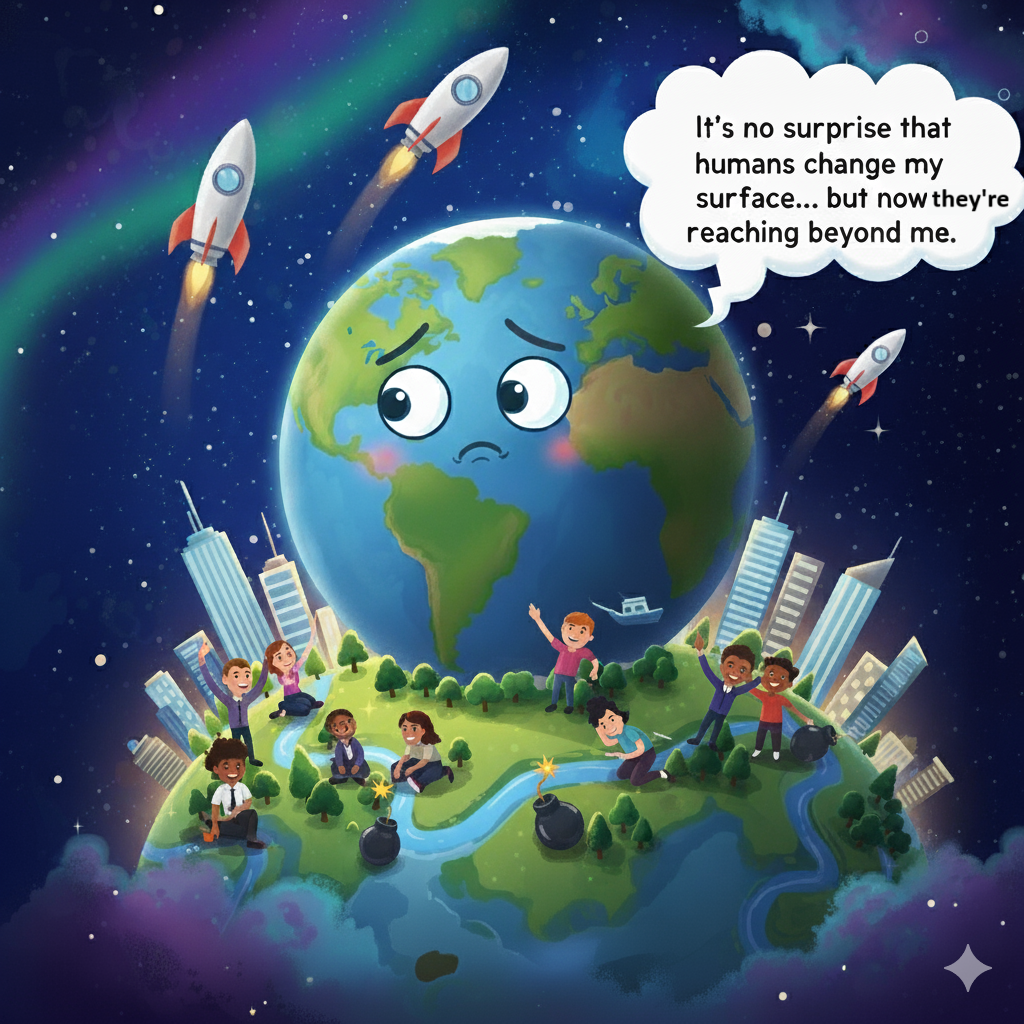 It's no surprise that
humans change my
surface... but now they're
reaching beyond me.